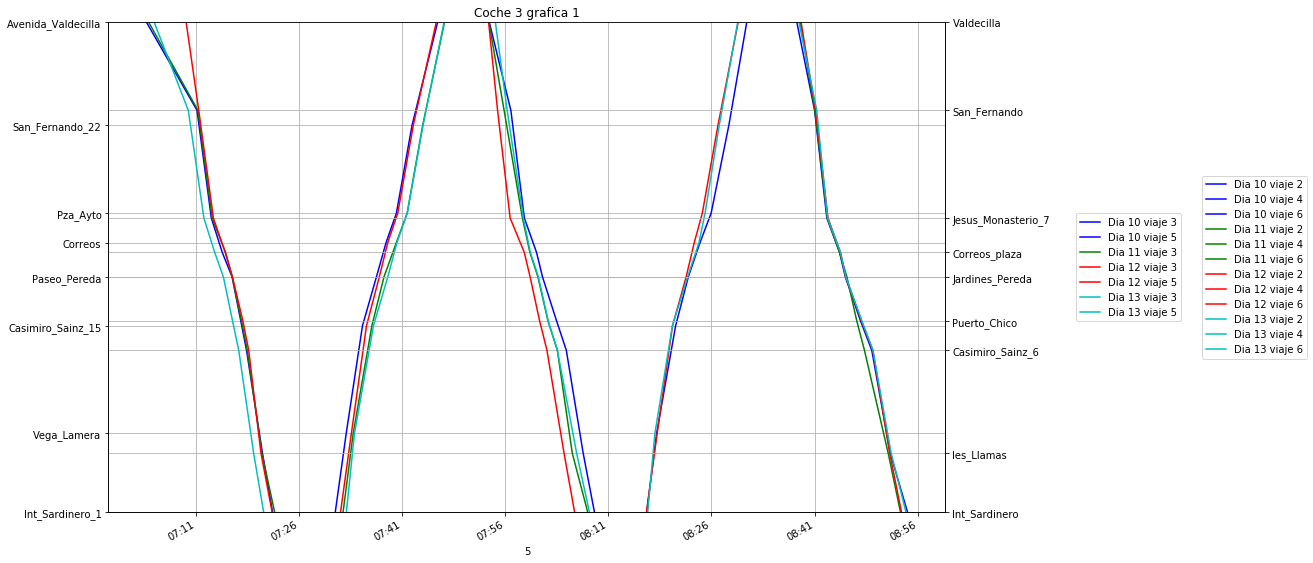 Coche 3 grafica 1
Avenida_Valdecilla
San_Fernando_22
Pza_Ayto
Correos
Paseo_Pereda
Casimiro_Sainz_15
Vega_Lamera
Int_Sardinero_1
Valdecilla
San_Fernando
Jesus_Monasterio_7
Correos_plaza
Jardines_Pereda
Puerto_Chico
Casimiro_Sainz_6
Ies_Llamas
Int_Sardinero
07:11
07:26
07:41
07:56
08:11
08:26
08:41
08:56
5
Dia 10 viaje 3
Dia 10 viaje 5
Dia 11 viaje 3
Dia 12 viaje 3
Dia 12 viaje 5
Dia 13 viaje 3
Dia 13 viaje 5
Dia 10 viaje 2
Dia 10 viaje 4
Dia 10 viaje 6
Dia 11 viaje 2
Dia 11 viaje 4
Dia 11 viaje 6
Dia 12 viaje 2
Dia 12 viaje 4
Dia 12 viaje 6
Dia 13 viaje 2
Dia 13 viaje 4
Dia 13 viaje 6